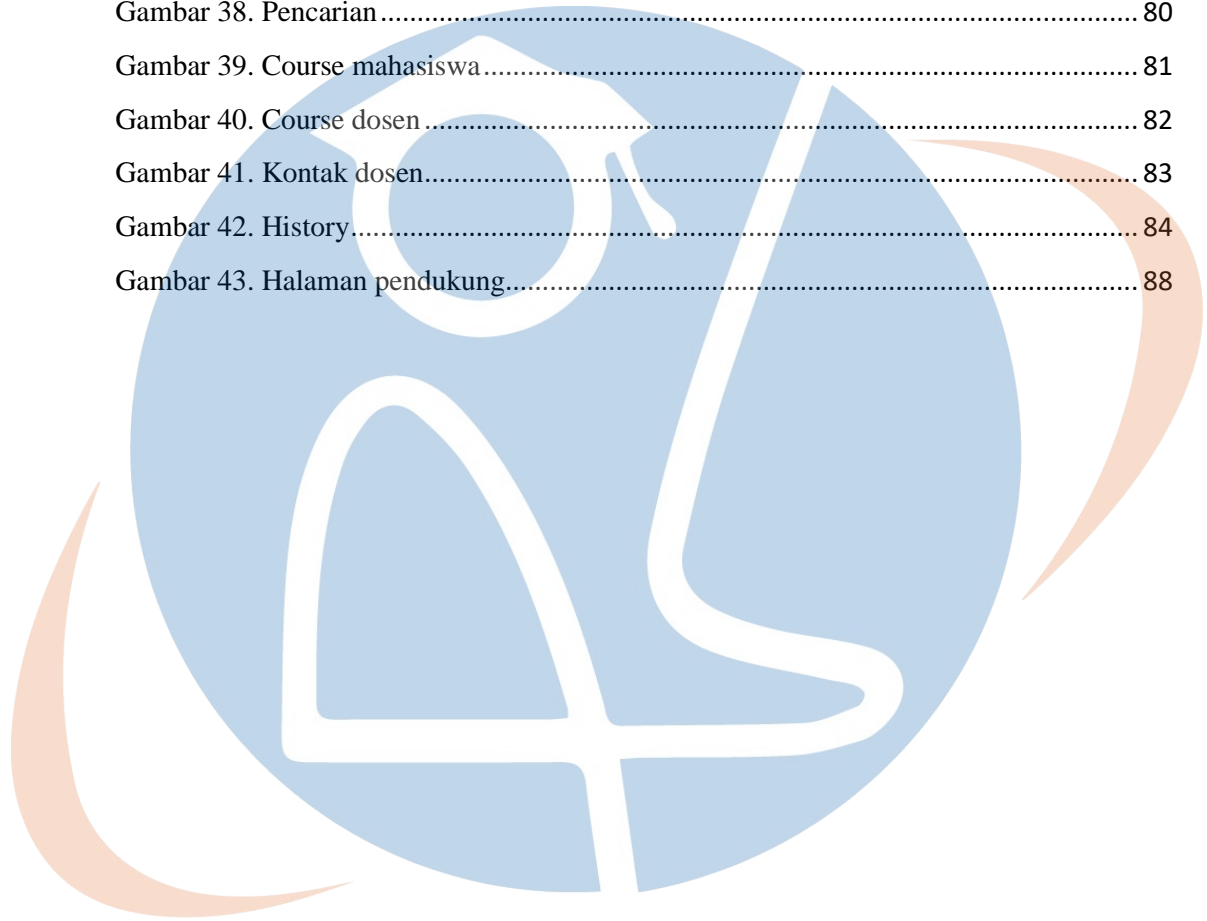 Gambar 38. Pencarian ........................................................................................................ 80
Gambar 39. Course mahasiswa ........................................................................................... 81
Gambar 40. Course dosen ................................................................................................... 82
Gambar 41. Kontak dosen ................................................................................................... 83
Gambar 42. History ............................................................................................................. 84
Gambar 43. Halaman pendukung ........................................................................................ 88